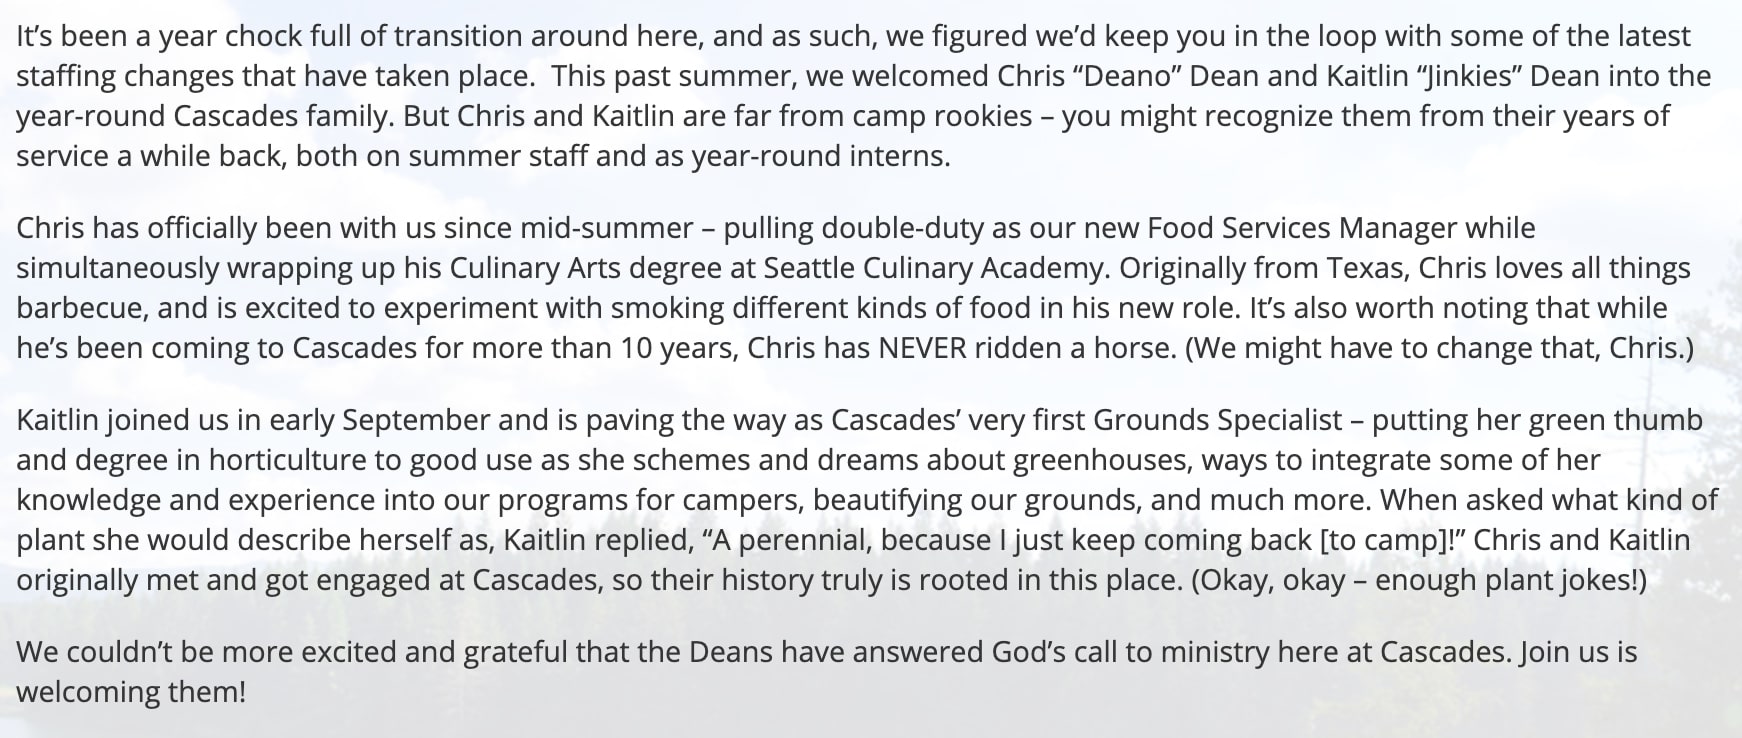 It’s been a year chock full of transition around here, and as such, we figured we’d keep you in the loop with some of the latest
staffing changes that have taken place.  This past summer, we welcomed Chris “Deano” Dean and Kaitlin “Jinkies” Dean into the
year-round Cascades family. But Chris and Kaitlin are far from camp rookies – you might recognize them from their years of
service a while back, both on summer staff and as year-round interns.
Chris has officially been with us since mid-summer – pulling double-duty as our new Food Services Manager while
simultaneously wrapping up his Culinary Arts degree at Seattle Culinary Academy. Originally from Texas, Chris loves all things
barbecue, and is excited to experiment with smoking different kinds of food in his new role. It’s also worth noting that while
he’s been coming to Cascades for more than 10 years, Chris has NEVER ridden a horse. (We might have to change that, Chris.)
Kaitlin joined us in early September and is paving the way as Cascades’ very first Grounds Specialist – putting her green thumb
and degree in horticulture to good use as she schemes and dreams about greenhouses, ways to integrate some of her
knowledge and experience into our programs for campers, beautifying our grounds, and much more. When asked what kind of
plant she would describe herself as, Kaitlin replied, “A perennial, because I just keep coming back [to camp]!” Chris and Kaitlin
originally met and got engaged at Cascades, so their history truly is rooted in this place. (Okay, okay – enough plant jokes!)
We couldn’t be more excited and grateful that the Deans have answered God’s call to ministry here at Cascades. Join us is
welcoming them!